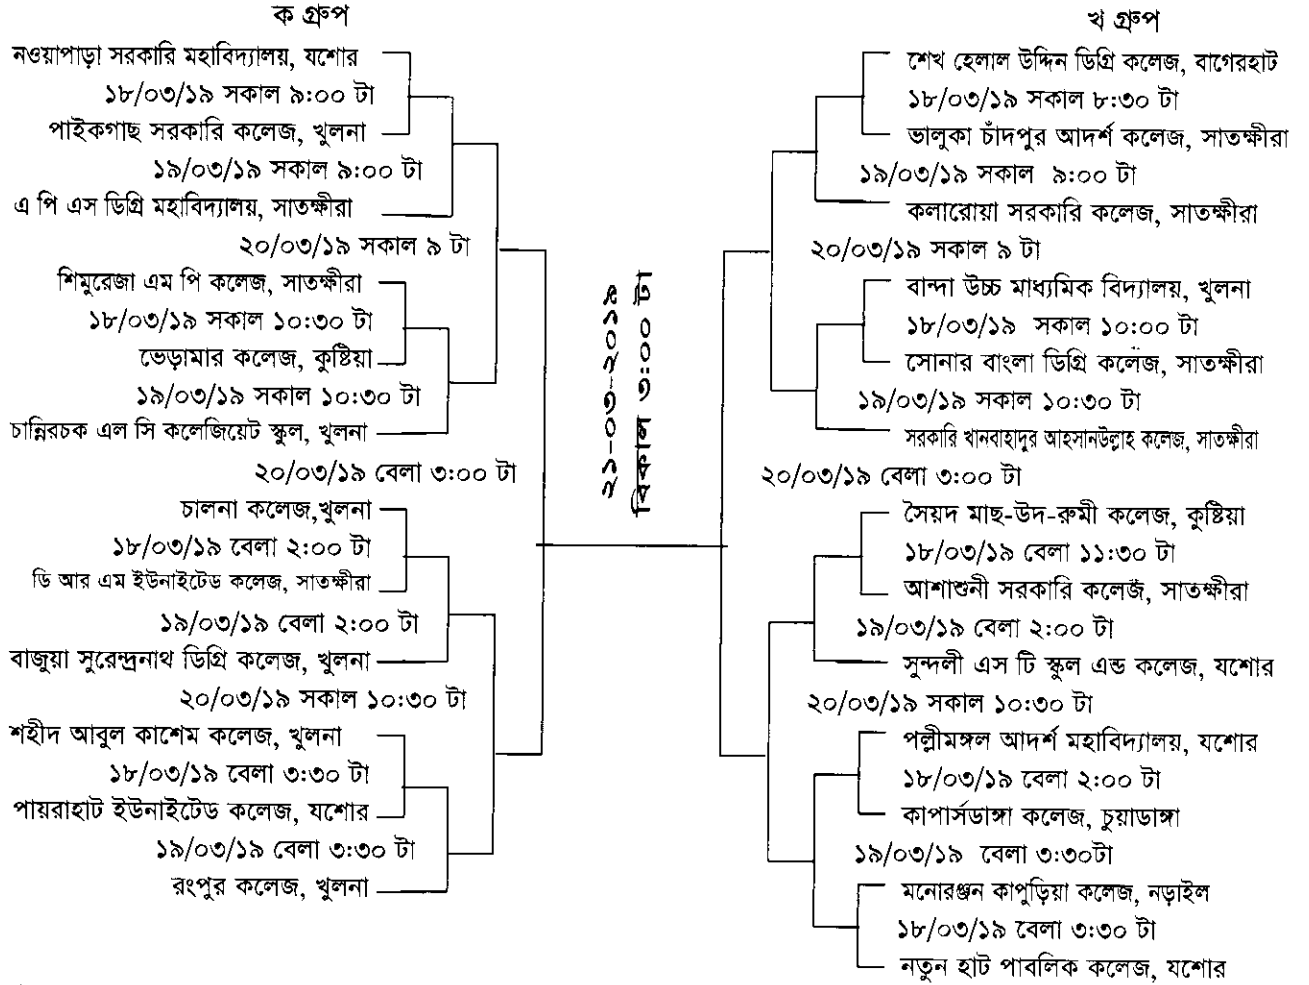 ক গ্রুপ
নওয়াপাড়া সরকারি মহাবিদ্যালয়, যশোর
১৮/০৩/১৯ সকাল ৯:০০ টা
পাইকগাছ সরকারি কলেজ, খুলনা
১৯/০৩/১৯ সকাল ৯:০০ টা
এ পি এস ডিগ্রি মহাবিদ্যালয়, সাতক্ষীরা
২০/০৩/১৯ সকাল ৯ টা
শিমুরেজা এম পি কলেজ, সাতক্ষীরা
১৮/০৩/১৯ সকাল ১০:৩০ টা
ভেড়ামার কলেজ, কুষ্টিয়া
১৯/০৩/১৯ সকাল ১০:৩০ টা
চান্নিরচক এল সি কলেজিয়েট স্কুল, খুলনা
২০/০৩/১৯ বেলা ৩:০০ টা
চালনা কলেজ,খুলনা
১৮/০৩/১৯ বেলা ২:০০ টা
ডি আর এম ইউনাইটেড কলেজ, সাতক্ষীরা
১৯/০৩/১৯ বেলা ২:০০ টা
বাজুয়া সুরেন্দ্রনাথ ডিগ্রি কলেজ, খুলনা
২০/০৩/১৯ সকাল ১০:৩০ টা
শহীদ আবুল কাশেম কলেজ, খুলনা
১৮/০৩/১৯ বেলা ৩:৩০ টা
পায়রাহাট ইউনাইটেড কলেজ, যশোর
১৯/০৩/১৯ বেলা ৩:৩০ টা
রংপুর কলেজ, খুলনা
২১-০৩-২০১৯
বিকাল ৩:০০ টা
খ গ্রুপ
শেখ হেলাল উদ্দিন ডিগ্রি কলেজ, বাগেরহাট
১৮/০৩/১৯ সকাল ৮:৩০ টা
ভালুকা চাঁদপুর আদর্শ কলেজ, সাতক্ষীরা
১৯/০৩/১৯ সকাল ৯:০০ টা
কলারোয়া সরকারি কলেজ, সাতক্ষীরা
২০/০৩/১৯ সকাল ৯ টা
বান্দা উচ্চ মাধ্যমিক বিদ্যালয়, খুলনা
১৮/০৩/১৯ সকাল ১০:০০ টা
সোনার বাংলা ডিগ্রি কলেজ, সাতক্ষীরা
১৯/০৩/১৯ সকাল ১০:৩০ টা
সরকারি খানবাহাদুর আহসানউল্লাহ কলেজ, সাতক্ষীরা
২০/০৩/১৯ বেলা ৩:০০ টা
সৈয়দ মাছ-উদ-রুমী কলেজ, কুষ্টিয়া
১৮/০৩/১৯ বেলা ১১:৩০ টা
আশাশুনী সরকারি কলেজ, সাতক্ষীরা
১৯/০৩/১৯ বেলা ২:০০ টা
সুন্দলী এস টি স্কুল এন্ড কলেজ, যশোর
২০/০৩/১৯ সকাল ১০:৩০ টা
পল্লীমঙ্গল আদর্শ মহাবিদ্যালয়, যশোর
১৮/০৩/১৯ বেলা ২:০০ টা
কাপার্সডাঙ্গা কলেজ, চুয়াডাঙ্গা
১৯/০৩/১৯ বেলা ৩:৩০টা
মনোরঞ্জন কাপুড়িয়া কলেজ, নড়াইল
১৮/০৩/১৯ বেলা ৩:৩০ টা
নতুন হাট পাবলিক কলেজ, যশোর